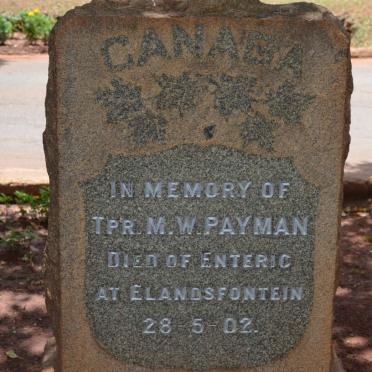 CANADA
IN MEMORY OF
TPR. M.W. PAYMAN
DIED OF ENTERIC
AT ELANDSFONTEIN
28-5-02.